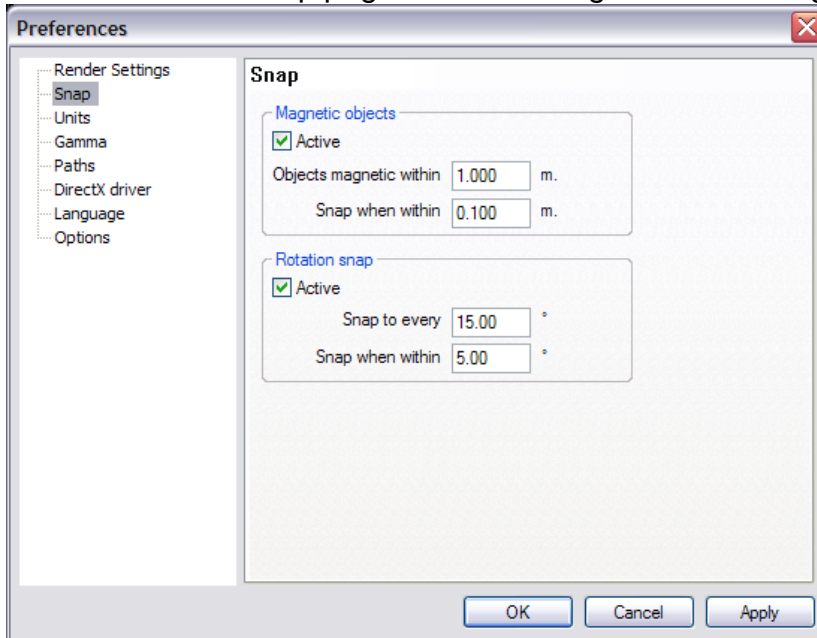 Preferences
Render Settings
Snap
Units
Gamma
Paths
DirectX driver
Language
Options
Snap
Magnetic objects
Active
Objects magnetic within 1.000 m.
Snap when within 0.100 m.
Rotation snap
Active
Snap to every 15.00 °
Snap when within 5.00 °
OK Cancel Apply